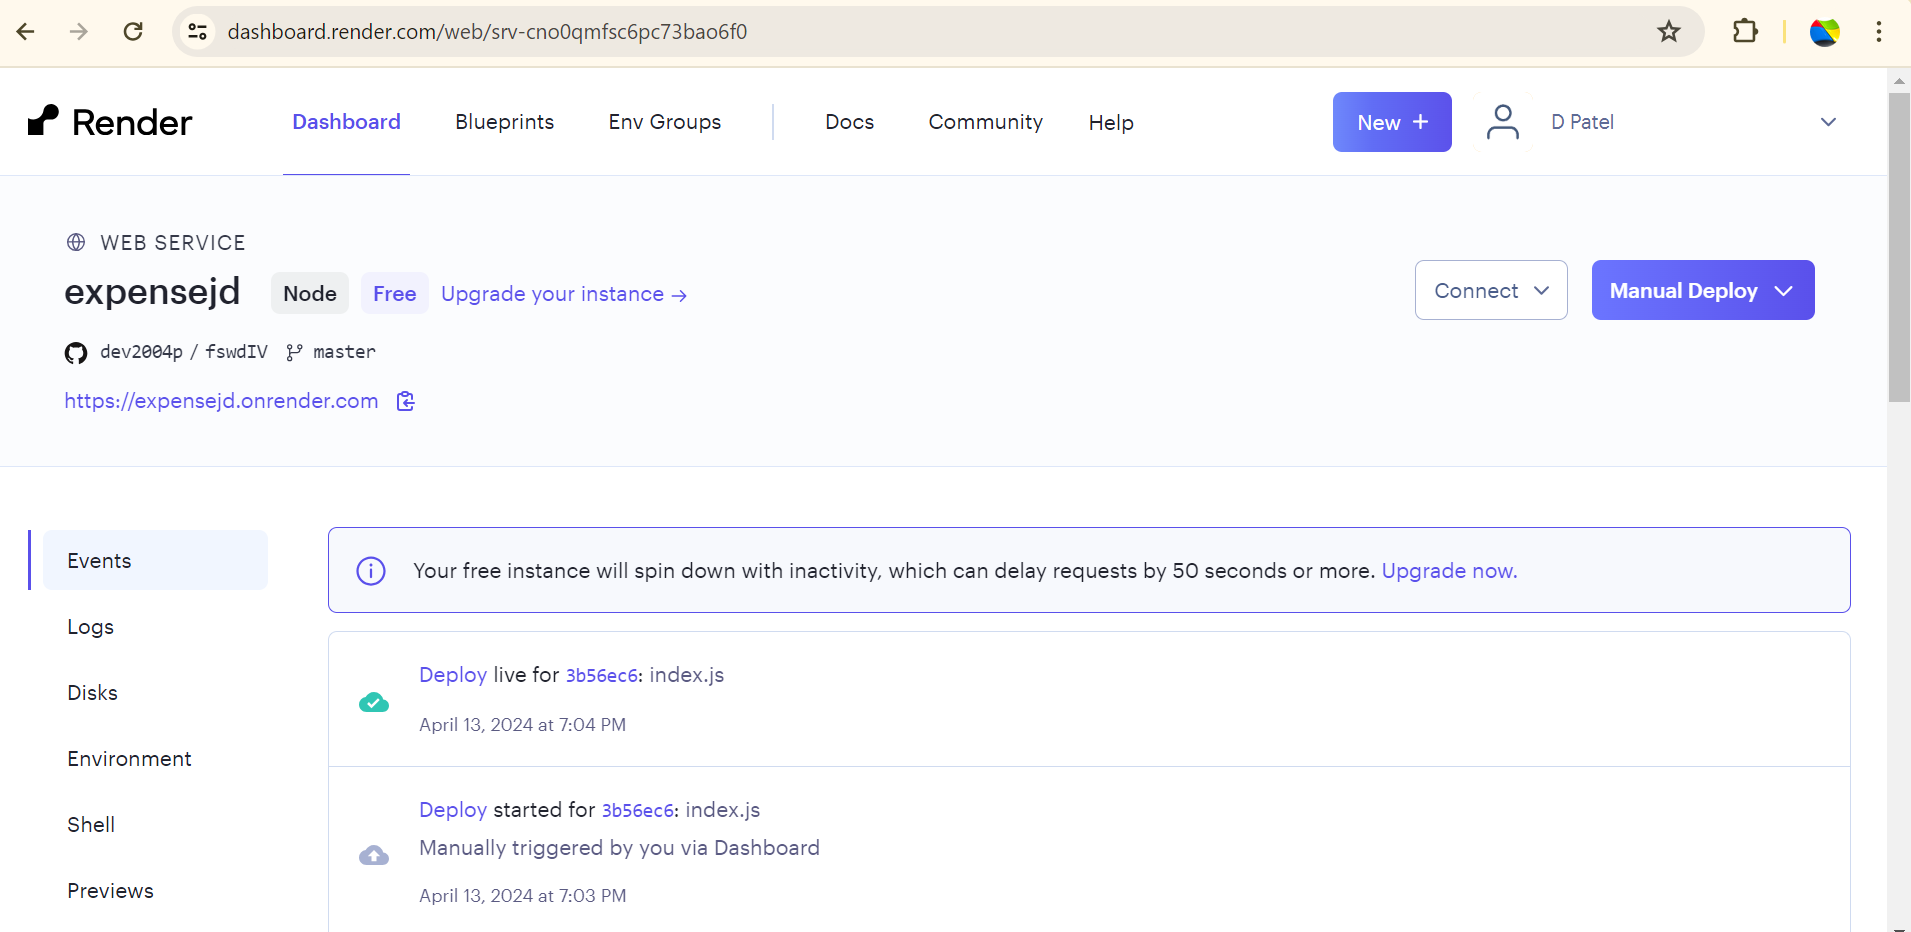 dashboard.render.com/web/srv-cno0qmfsc6pc73bao6f0
Render Dashboard Blueprints Env Groups Docs Community Help New + D Patel
WEB SERVICE
expensejd Node Free Upgrade your instance →
Connect Manual Deploy
dev2004p / fswdIV master
https://expensejd.onrender.com
Events
Logs
Disks
Environment
Shell
Previews
Your free instance will spin down with inactivity, which can delay requests by 50 seconds or more. Upgrade now.
Deploy live for 3b56ec6: index.js
April 13, 2024 at 7:04 PM
Deploy started for 3b56ec6: index.js
Manually triggered by you via Dashboard
April 13, 2024 at 7:03 PM